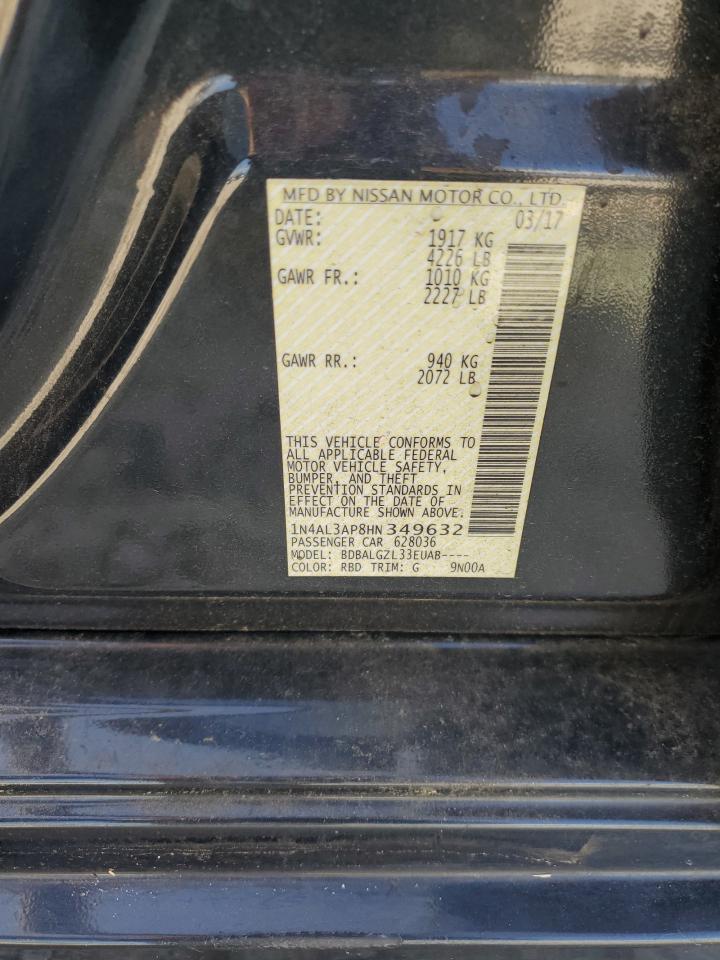 MFD BY NISSAN MOTOR CO., LTD.
DATE: 03/17
GVWR: 1917 KG
4226 LB
GAWR FR.: 1010 KG
2227 LB
GAWR RR.: 940 KG
2072 LB
THIS VEHICLE CONFORMS TO
ALL APPLICABLE FEDERAL
MOTOR VEHICLE SAFETY,
BUMPER, AND THEFT
PREVENTION STANDARDS IN
EFFECT ON THE DATE OF
MANUFACTURE SHOWN ABOVE.
1N4AL3AP8HN349632
PASSENGER CAR 628036
MODEL: BDBALGZL33EUAB----
COLOR: RBD TRIM: G 9N00A